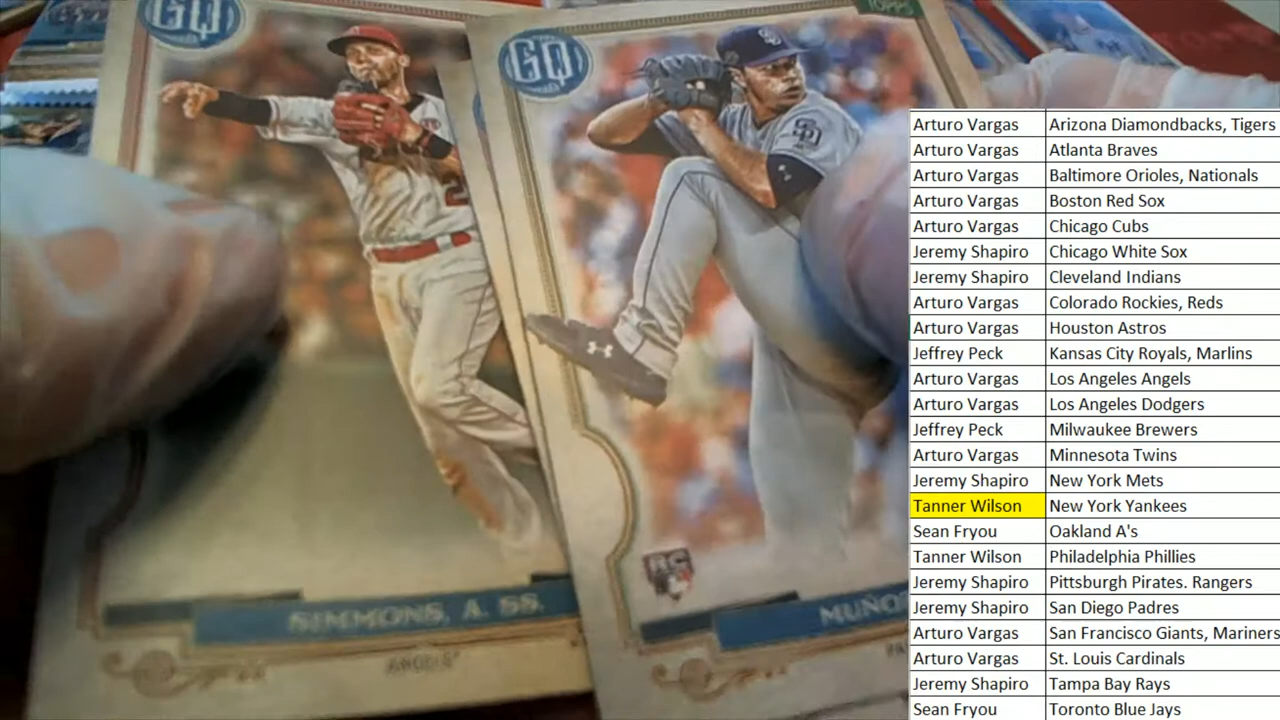 GQ
SIMMONS, A. SS.
ANGELS
GQ
TOPPS
SD
SD
RC
MUÑO
Arturo Vargas Arizona Diamondbacks, Tigers
Arturo Vargas Atlanta Braves
Arturo Vargas Baltimore Orioles, Nationals
Arturo Vargas Boston Red Sox
Arturo Vargas Chicago Cubs
Jeremy Shapiro Chicago White Sox
Jeremy Shapiro Cleveland Indians
Arturo Vargas Colorado Rockies, Reds
Arturo Vargas Houston Astros
Jeffrey Peck Kansas City Royals, Marlins
Arturo Vargas Los Angeles Angels
Arturo Vargas Los Angeles Dodgers
Jeffrey Peck Milwaukee Brewers
Arturo Vargas Minnesota Twins
Jeremy Shapiro New York Mets
Tanner Wilson New York Yankees
Sean Fryou Oakland A's
Tanner Wilson Philadelphia Phillies
Jeremy Shapiro Pittsburgh Pirates. Rangers
Jeremy Shapiro San Diego Padres
Arturo Vargas San Francisco Giants, Mariners
Arturo Vargas St. Louis Cardinals
Jeremy Shapiro Tampa Bay Rays
Sean Fryou Toronto Blue Jays